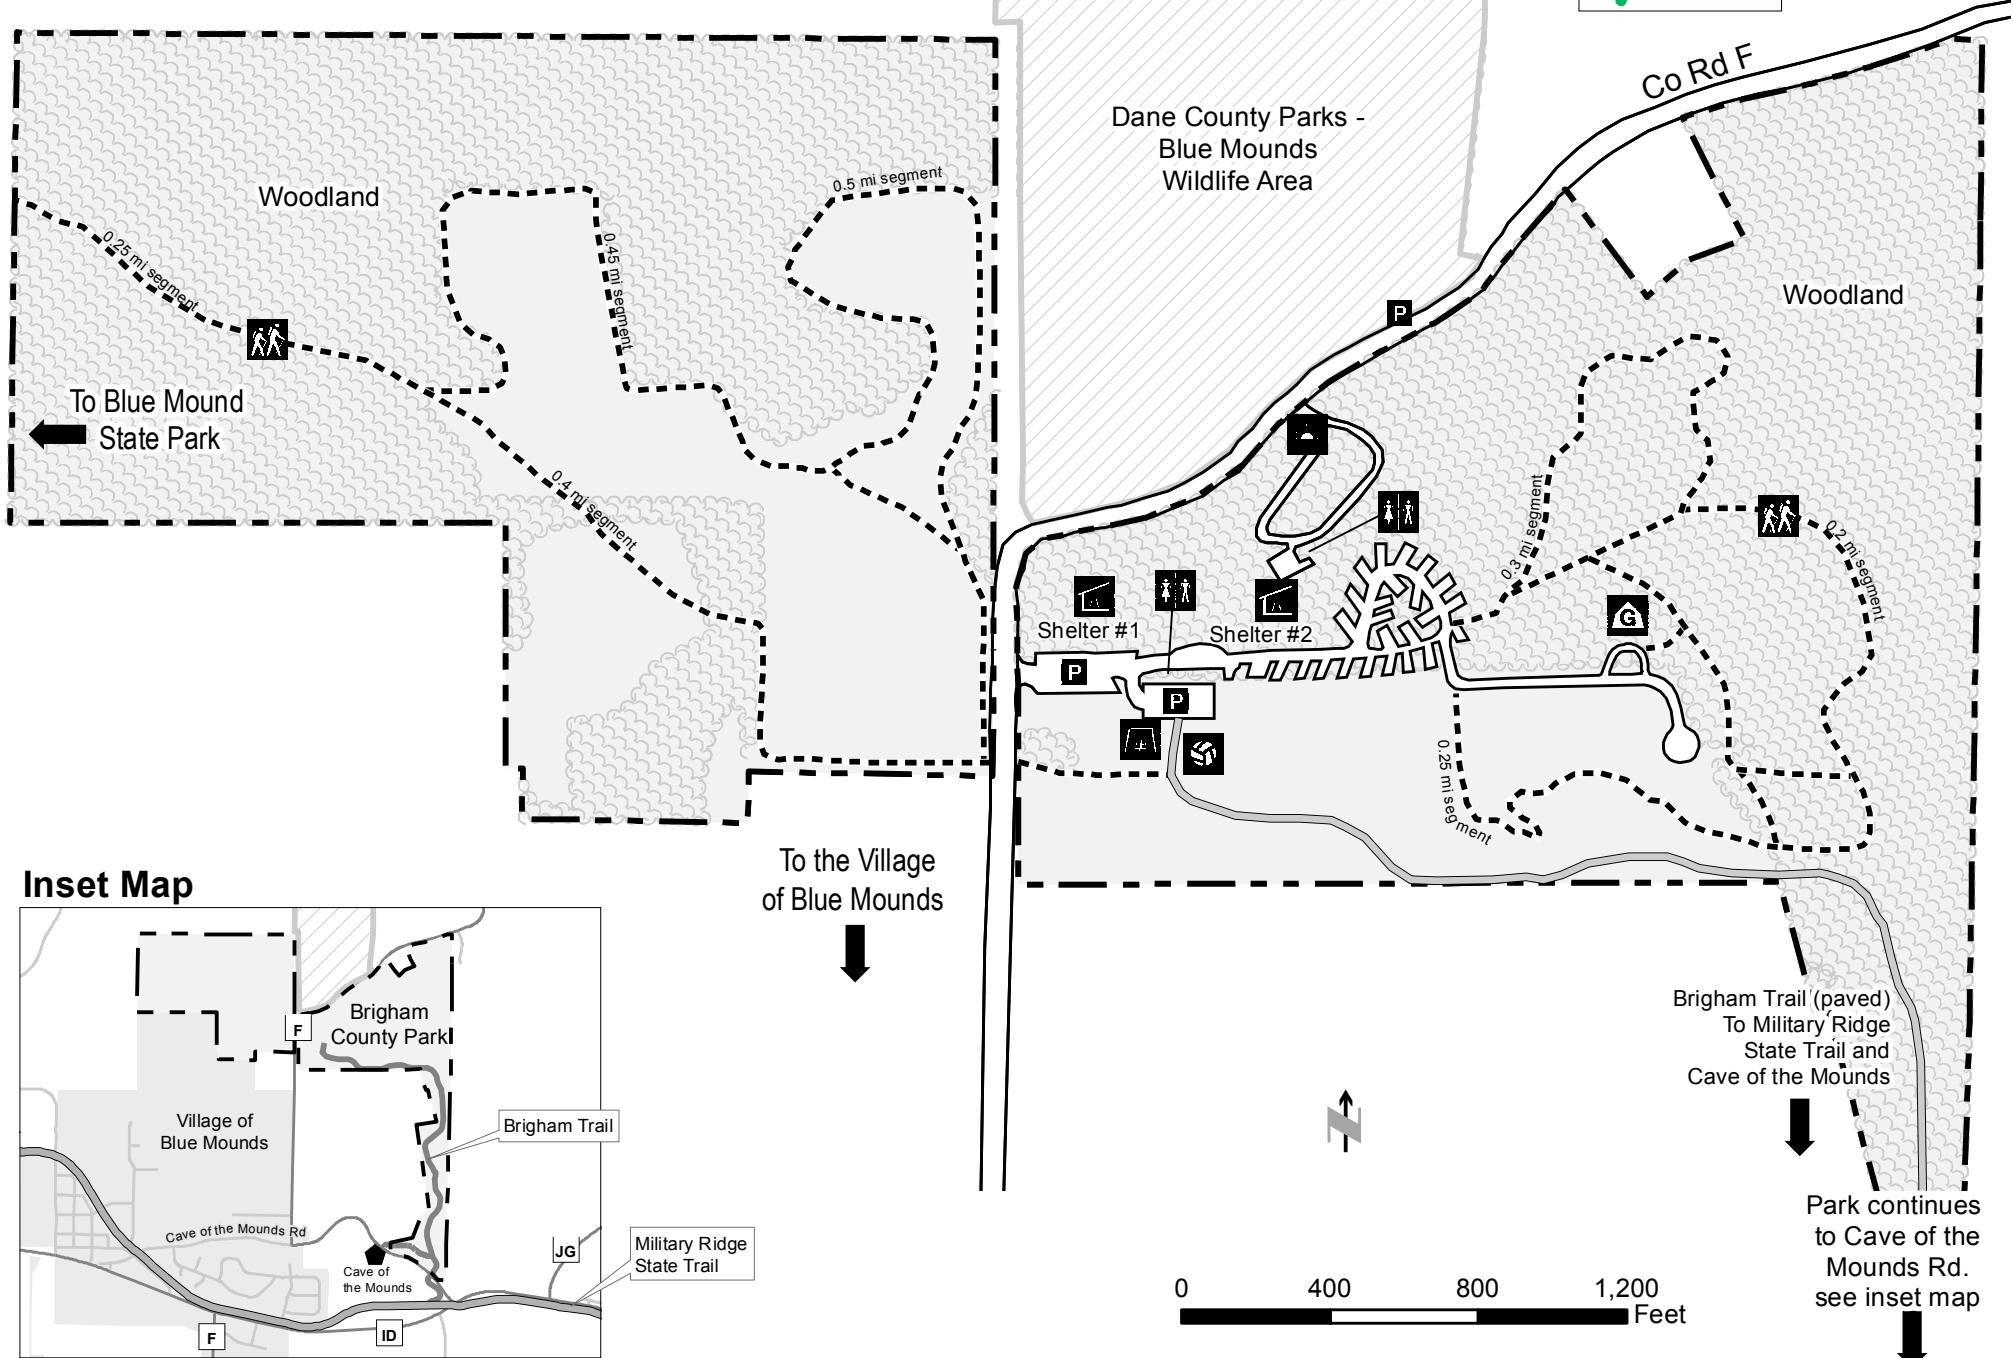 Co Rd F
Dane County Parks -
Blue Mounds
Wildlife Area
Woodland
0.5 mi segment
0.25 mi segment
0.45 mi segment
Woodland
P
To Blue Mound
State Park
0.4 mi segment
0.3 mi segment
0.2 mi segment
G
Shelter #1
Shelter #2
P
P
0.25 mi segment
To the Village
of Blue Mounds
Brigham Trail (paved)
To Military Ridge
State Trail and
Cave of the Mounds
N
Park continues
to Cave of the
Mounds Rd.
see inset map
0 400 800 1,200
Feet
Inset Map
F
Brigham
County Park
Village of
Blue Mounds
Brigham Trail
Cave of the Mounds Rd
Cave of
the Mounds
JG
Military Ridge
State Trail
F
ID